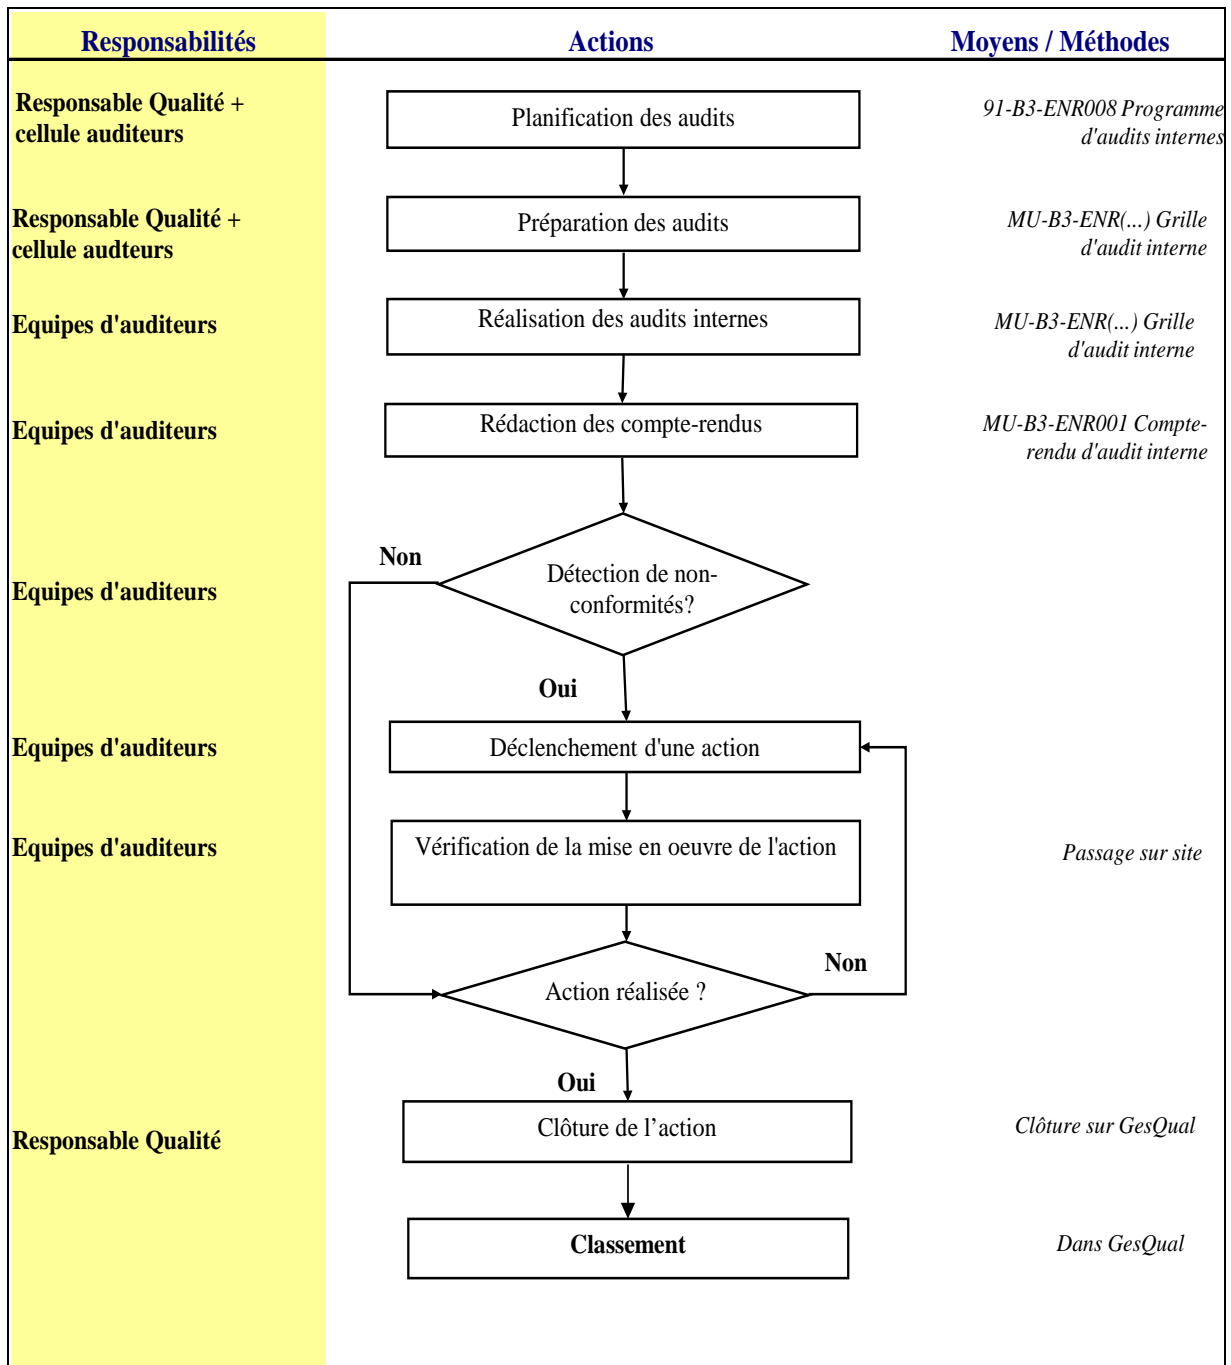 Responsabilités
Actions
Moyens / Méthodes
Responsable Qualité +
cellule auditeurs
Planification des audits
91-B3-ENR008 Programme
d'audits internes
Responsable Qualité +
cellule audteurs
Préparation des audits
MU-B3-ENR(...) Grille
d'audit interne
Equipes d'auditeurs
Réalisation des audits internes
MU-B3-ENR(...) Grille
d'audit interne
Equipes d'auditeurs
Rédaction des compte-rendus
MU-B3-ENR001 Compte-
rendu d'audit interne
Non
Equipes d'auditeurs
Détection de non-
conformités?
Oui
Equipes d'auditeurs
Déclenchement d'une action
Equipes d'auditeurs
Vérification de la mise en oeuvre de l'action
Passage sur site
Non
Action réalisée ?
Oui
Responsable Qualité
Clôture de l’action
Clôture sur GesQual
Classement
Dans GesQual